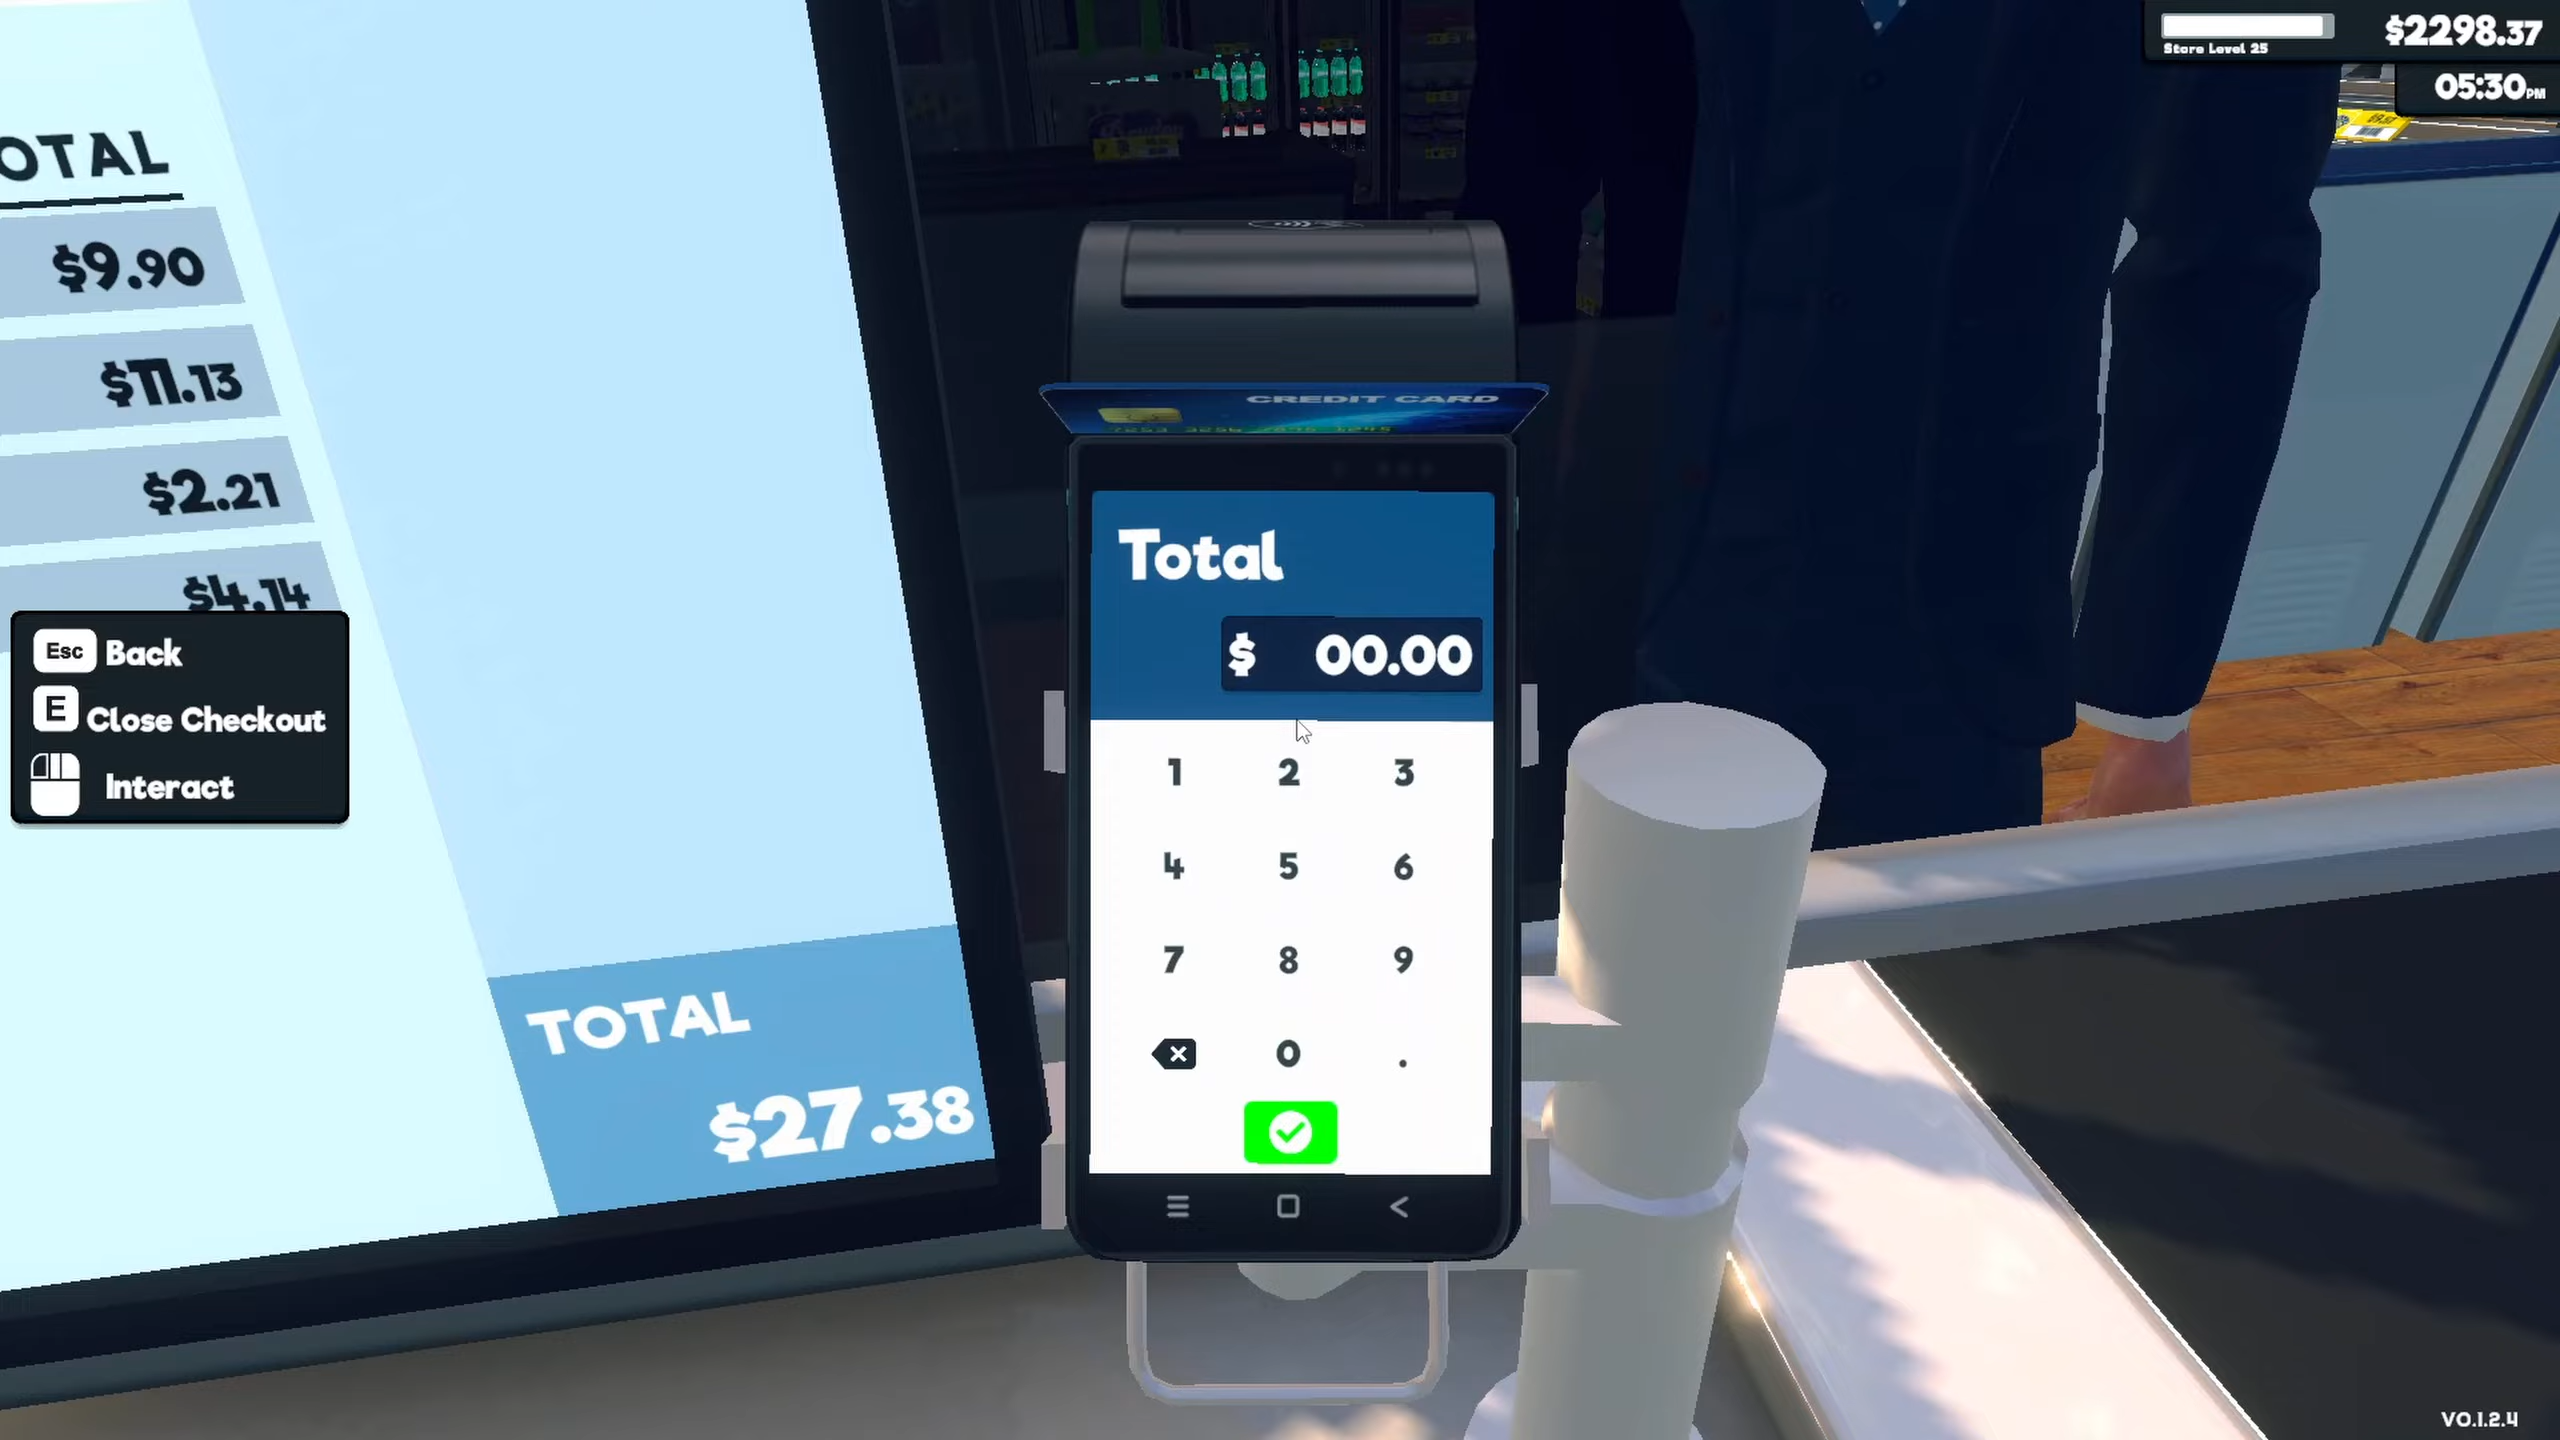 $2298.37
Store Level 25
05:30PM
OTAL
$9.90
$11.13
$2.21
$4.14
Esc Back
E Close Checkout
Interact
TOTAL
$27.38
CREDIT CARD
Total
$ 00.00
1 2 3
4 5 6
7 8 9
0 .
V0.1.2.4